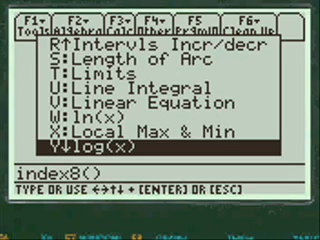 F1▾ F2▾ F3▾ F4▾ F5 F6▾
Tools Algebra Calc Other PrgmIO Clean Up
R↑Intervls Incr/decr
S:Length of Arc
T:Limits
U:Line Integral
V:Linear Equation
W:ln(x)
X:Local Max & Min
Y↓log(x)
index8()
TYPE OR USE ←→↑↓ + [ENTER] OR [ESC]